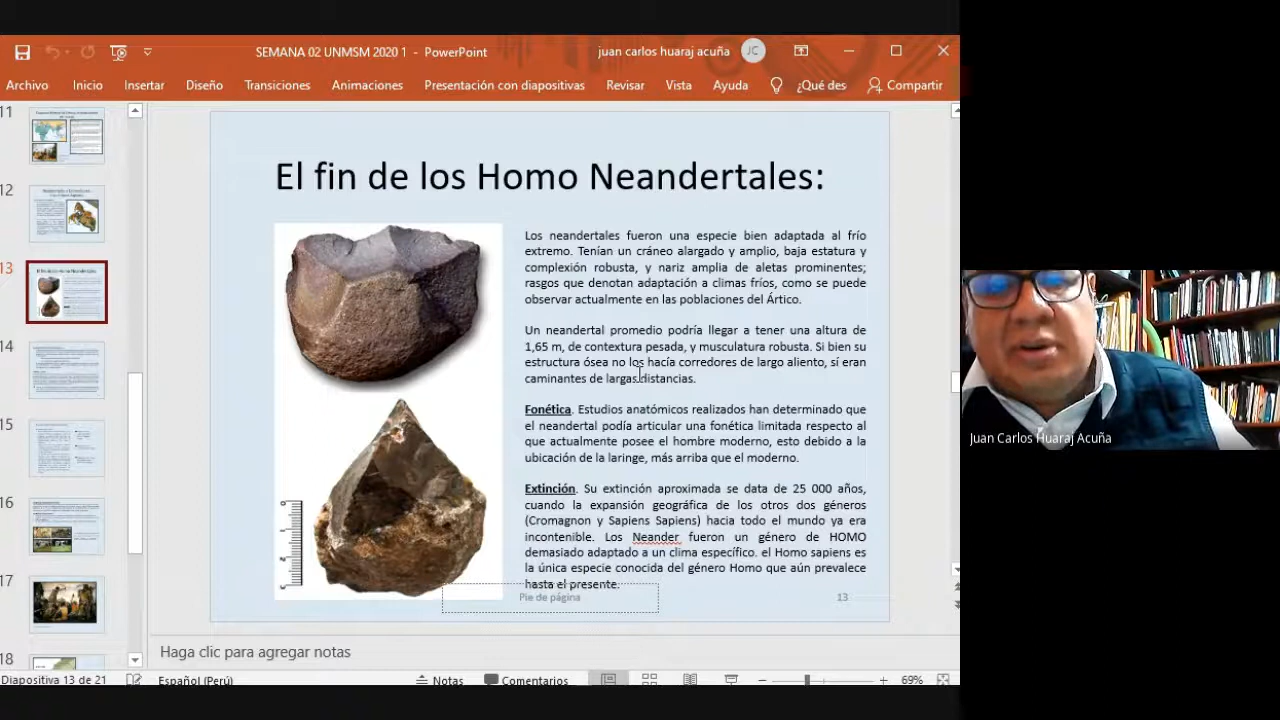 SEMANA 02 UNMSM 2020 1 - PowerPoint
juan carlos huaraj acuña
JC
Archivo Inicio Insertar Diseño Transiciones Animaciones Presentación con diapositivas Revisar Vista Ayuda ¿Qué des Compartir
11
12
13
14
15
16
17
18
El fin de los Homo Neandertales:
Los neandertales fueron una especie bien adaptada al frío
extremo. Tenían un cráneo alargado y amplio, baja estatura y
complexión robusta, y nariz amplia de aletas prominentes;
rasgos que denotan adaptación a climas fríos, como se puede
observar actualmente en las poblaciones del Ártico.
Un neandertal promedio podría llegar a tener una altura de
1,65 m, de contextura pesada, y musculatura robusta. Si bien su
estructura ósea no los hacía corredores de largo aliento, sí eran
caminantes de largas distancias.
Fonética. Estudios anatómicos realizados han determinado que
el neandertal podía articular una fonética limitada respecto al
que actualmente posee el hombre moderno, esto debido a la
ubicación de la laringe, más arriba que el moderno.
Extinción. Su extinción aproximada se data de 25 000 años,
cuando la expansión geográfica de los otros dos géneros
(Cromagnon y Sapiens Sapiens) hacia todo el mundo ya era
incontenible. Los Neander fueron un género de HOMO
demasiado adaptado a un clima específico. el Homo sapiens es
la única especie conocida del género Homo que aún prevalece
hasta el presente.
Pie de página
13
Haga clic para agregar notas
Diapositiva 13 de 21 Español (Perú) Notas Comentarios 69%
Juan Carlos Huaraj Acuña